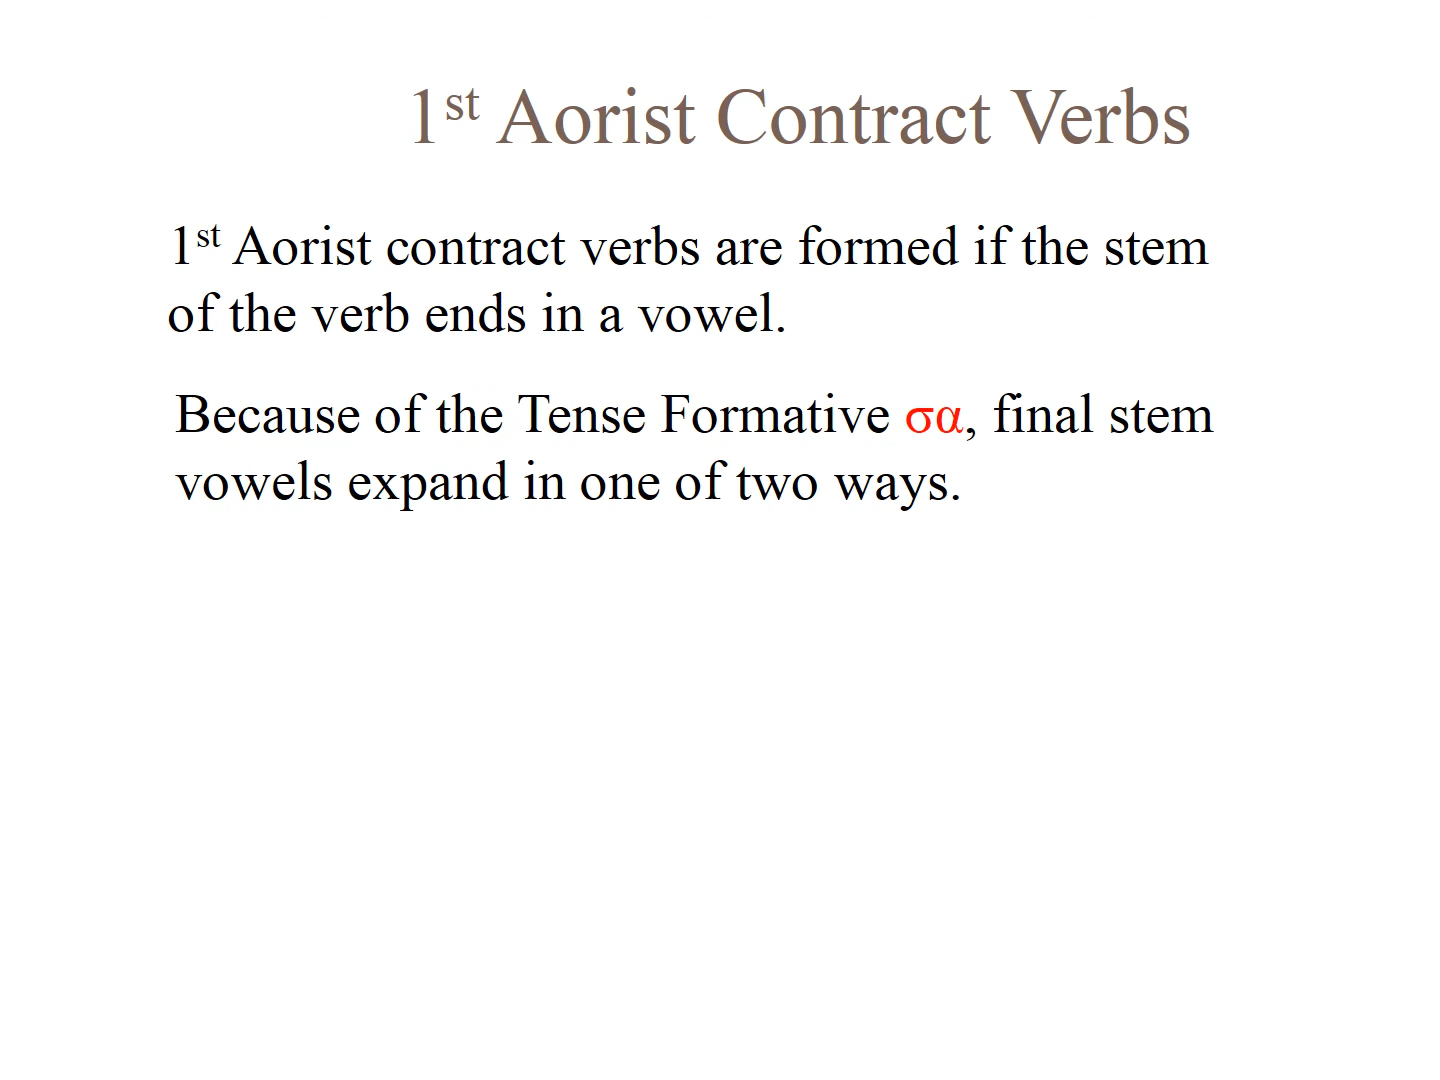 1st Aorist Contract Verbs
1st Aorist contract verbs are formed if the stem
of the verb ends in a vowel.
Because of the Tense Formative σα, final stem
vowels expand in one of two ways.